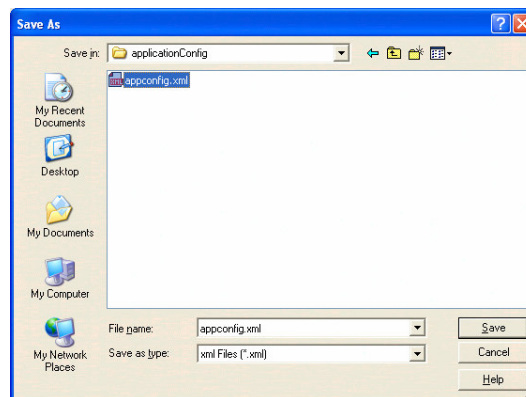 Save As
Save in: applicationConfig
appconfig.xml
My Recent
Documents
Desktop
My Documents
My Computer
My Network
Places
File name: appconfig.xml Save
Save as type: xml Files (*.xml) Cancel
Help